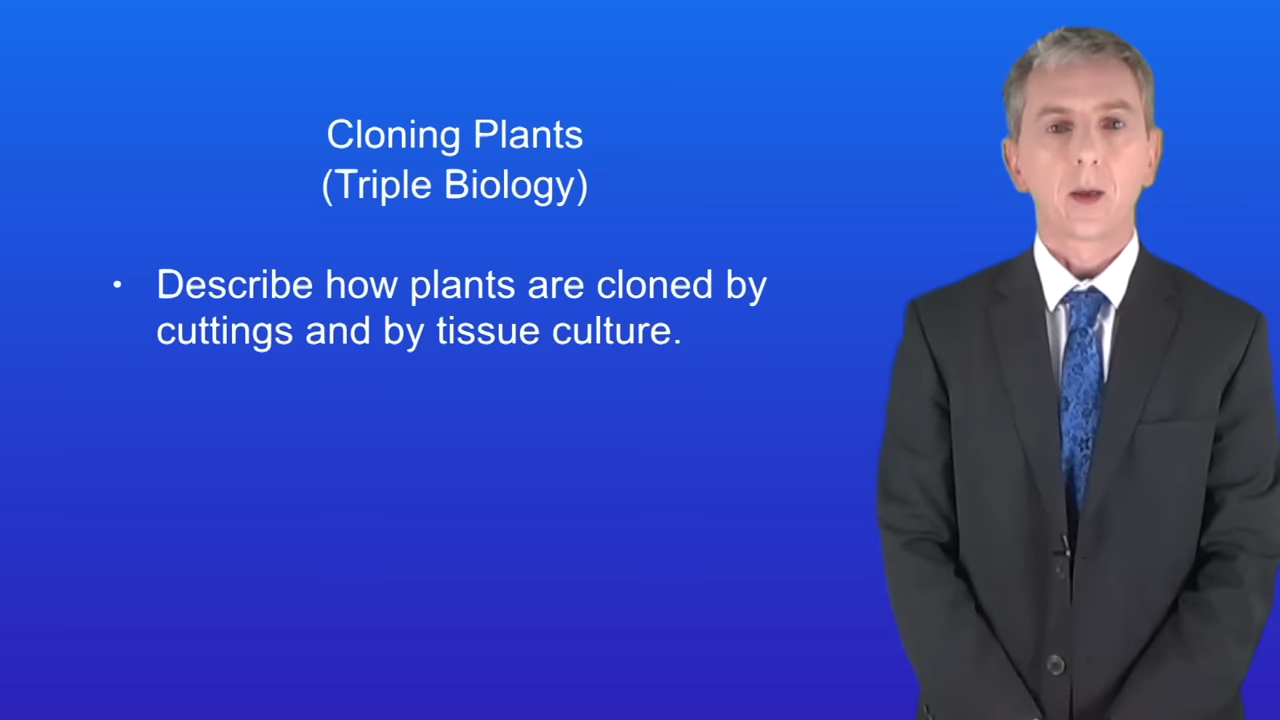 Cloning Plants
(Triple Biology)
• Describe how plants are cloned by
cuttings and by tissue culture.